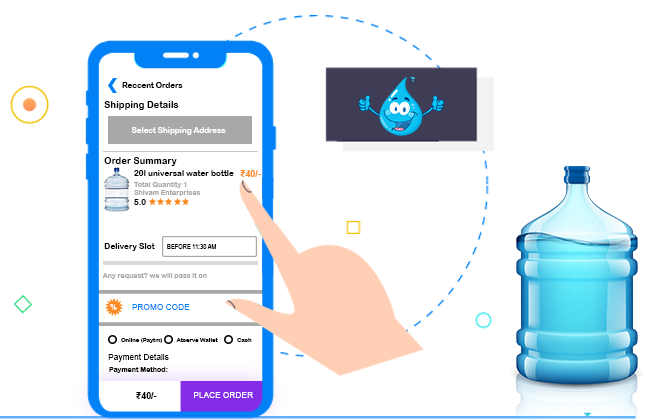 Reccent Orders
Shipping Details
Select Shipping Address
Order Summary
20l universal water bottle ₹40/-
Total Quantity 1
Shivam Enterprises
5.0
Delivery Slot BEFORE 11:30 AM
Any request? we will pass it on
% PROMO CODE
Online (Paytm) Atserve Wallet Cash
Payment Details
Payment Method:
₹40/- PLACE ORDER